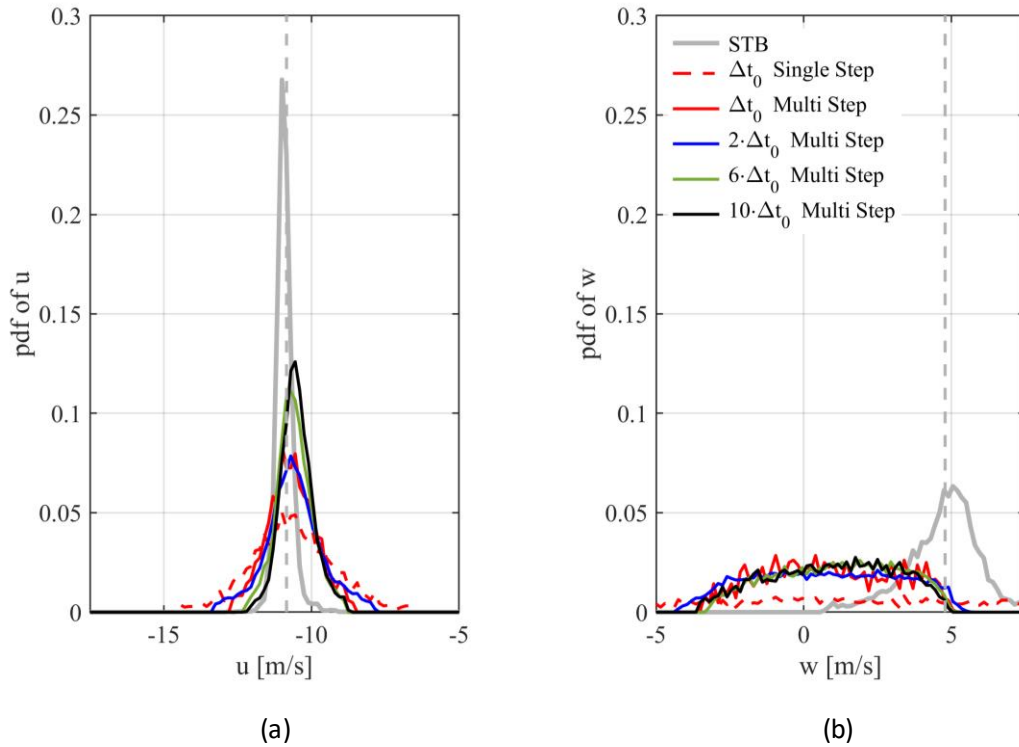 0.3
0.25
0.2
0.15
0.1
0.05
0
pdf of u
-15
-10
-5
u [m/s]
(a)
0.3
0.25
0.2
0.15
0.1
0.05
0
pdf of w
STB
Δt₀ Single Step
Δt₀ Multi Step
2·Δt₀ Multi Step
6·Δt₀ Multi Step
10·Δt₀ Multi Step
-5
0
5
w [m/s]
(b)